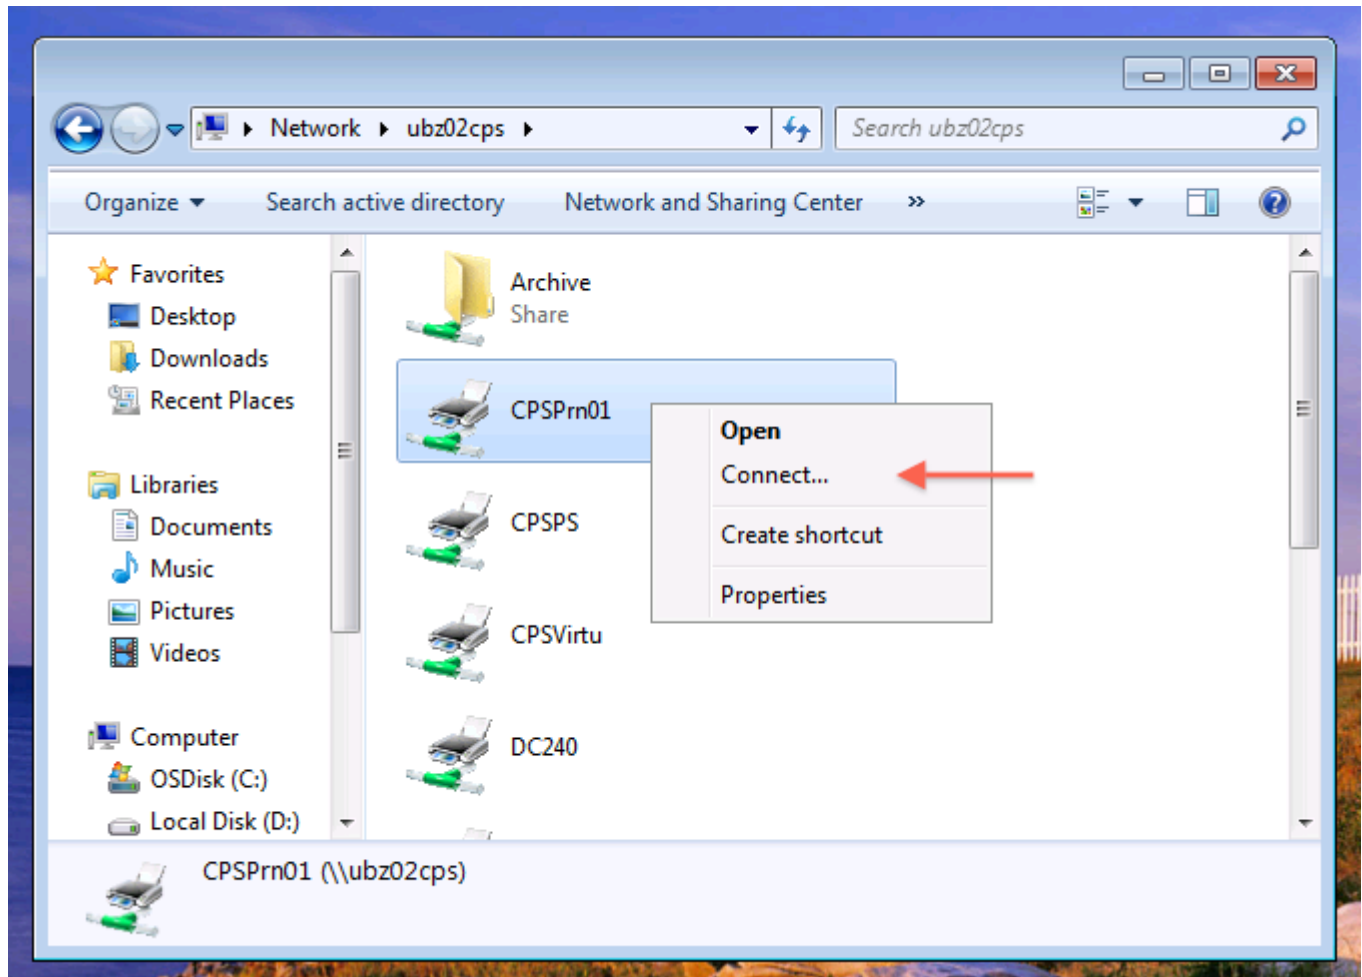 Network ubz02cps
Search ubz02cps
Organize Search active directory Network and Sharing Center »
Favorites
Desktop
Downloads
Recent Places
Libraries
Documents
Music
Pictures
Videos
Computer
OSDisk (C:)
Local Disk (D:)
Archive
Share
CPSPrn01
CPSPS
CPSVirtu
DC240
Open
Connect...
Create shortcut
Properties
CPSPrn01 (\\ubz02cps)